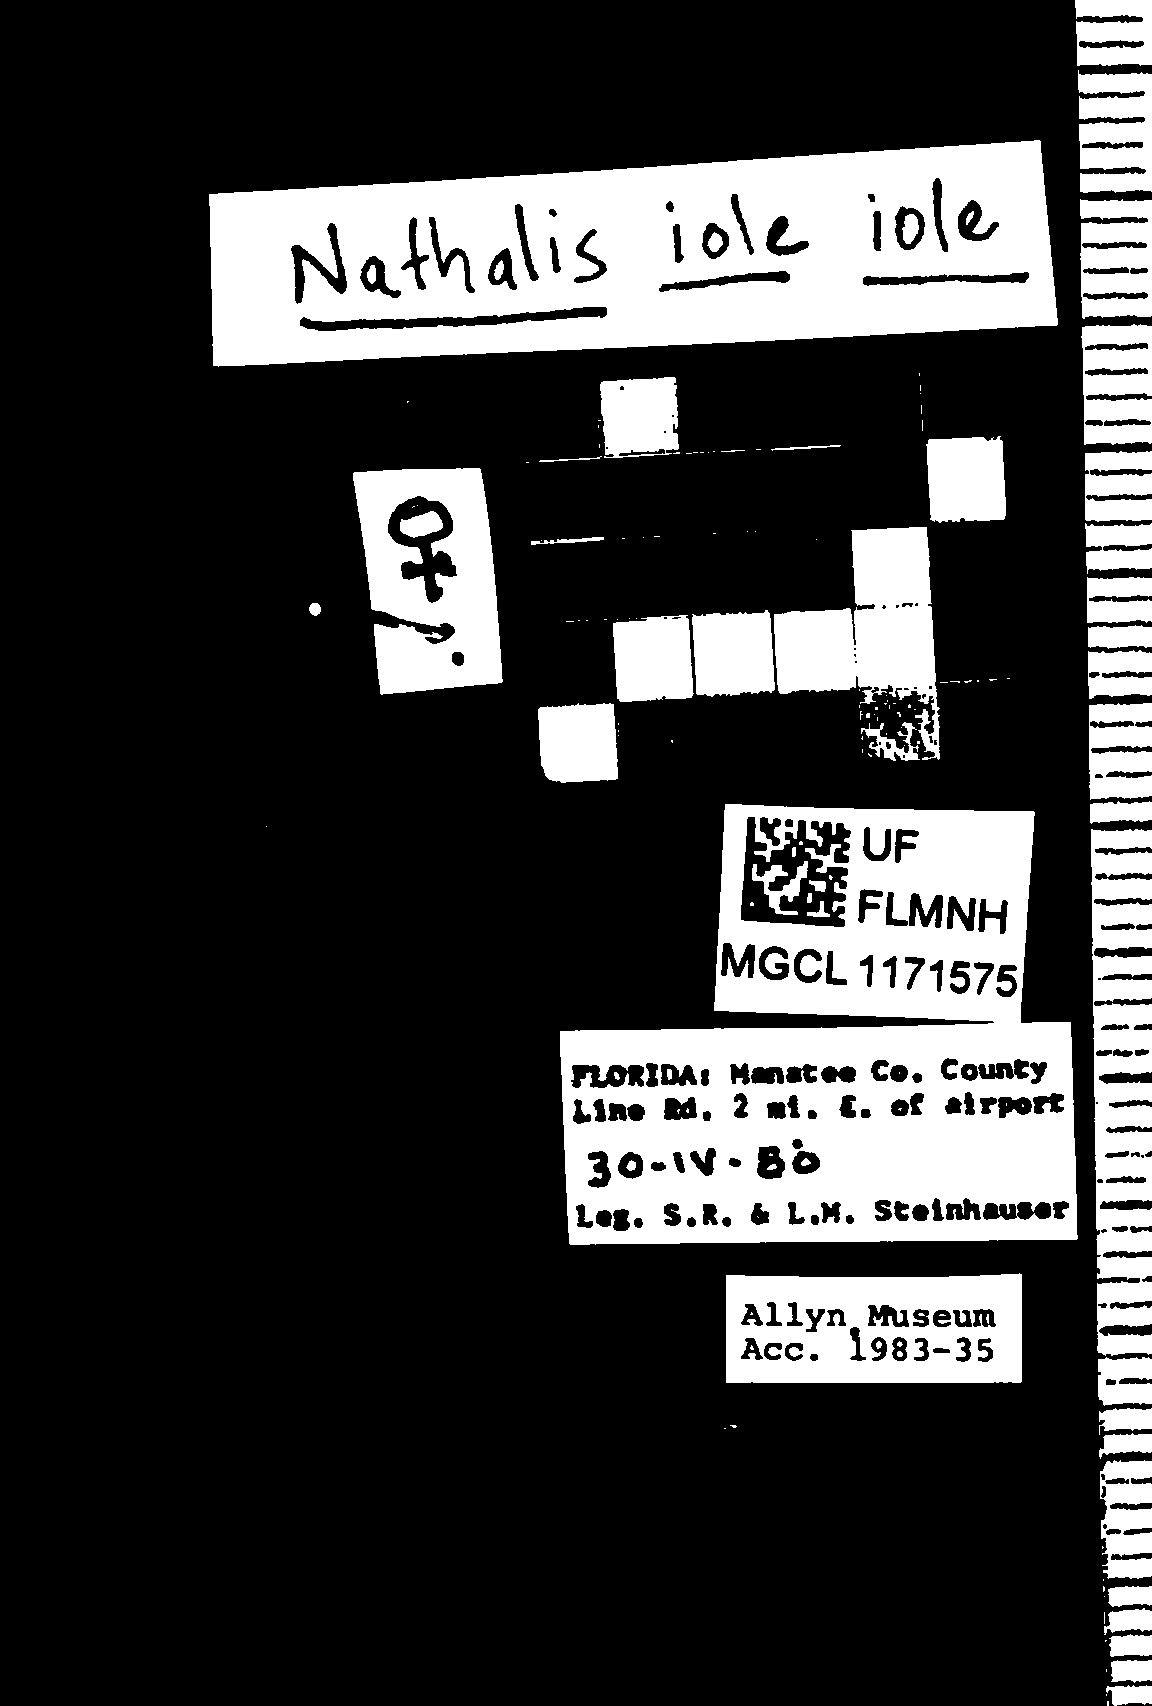 Nathalis iole iole
♀
UF
FLMNH
MGCL 1171575
FLORIDA: Manatee Co. County
Line Rd. 2 mi. E. of airport
30-IV-80
Leg. S.R. & L.M. Steinhauser
Allyn Museum
Acc. 1983-35